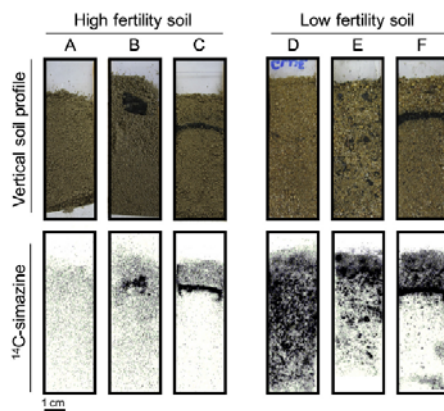 High fertility soil Low fertility soil
A B C D E F
Vertical soil profile
¹⁴C-simazine
1 cm